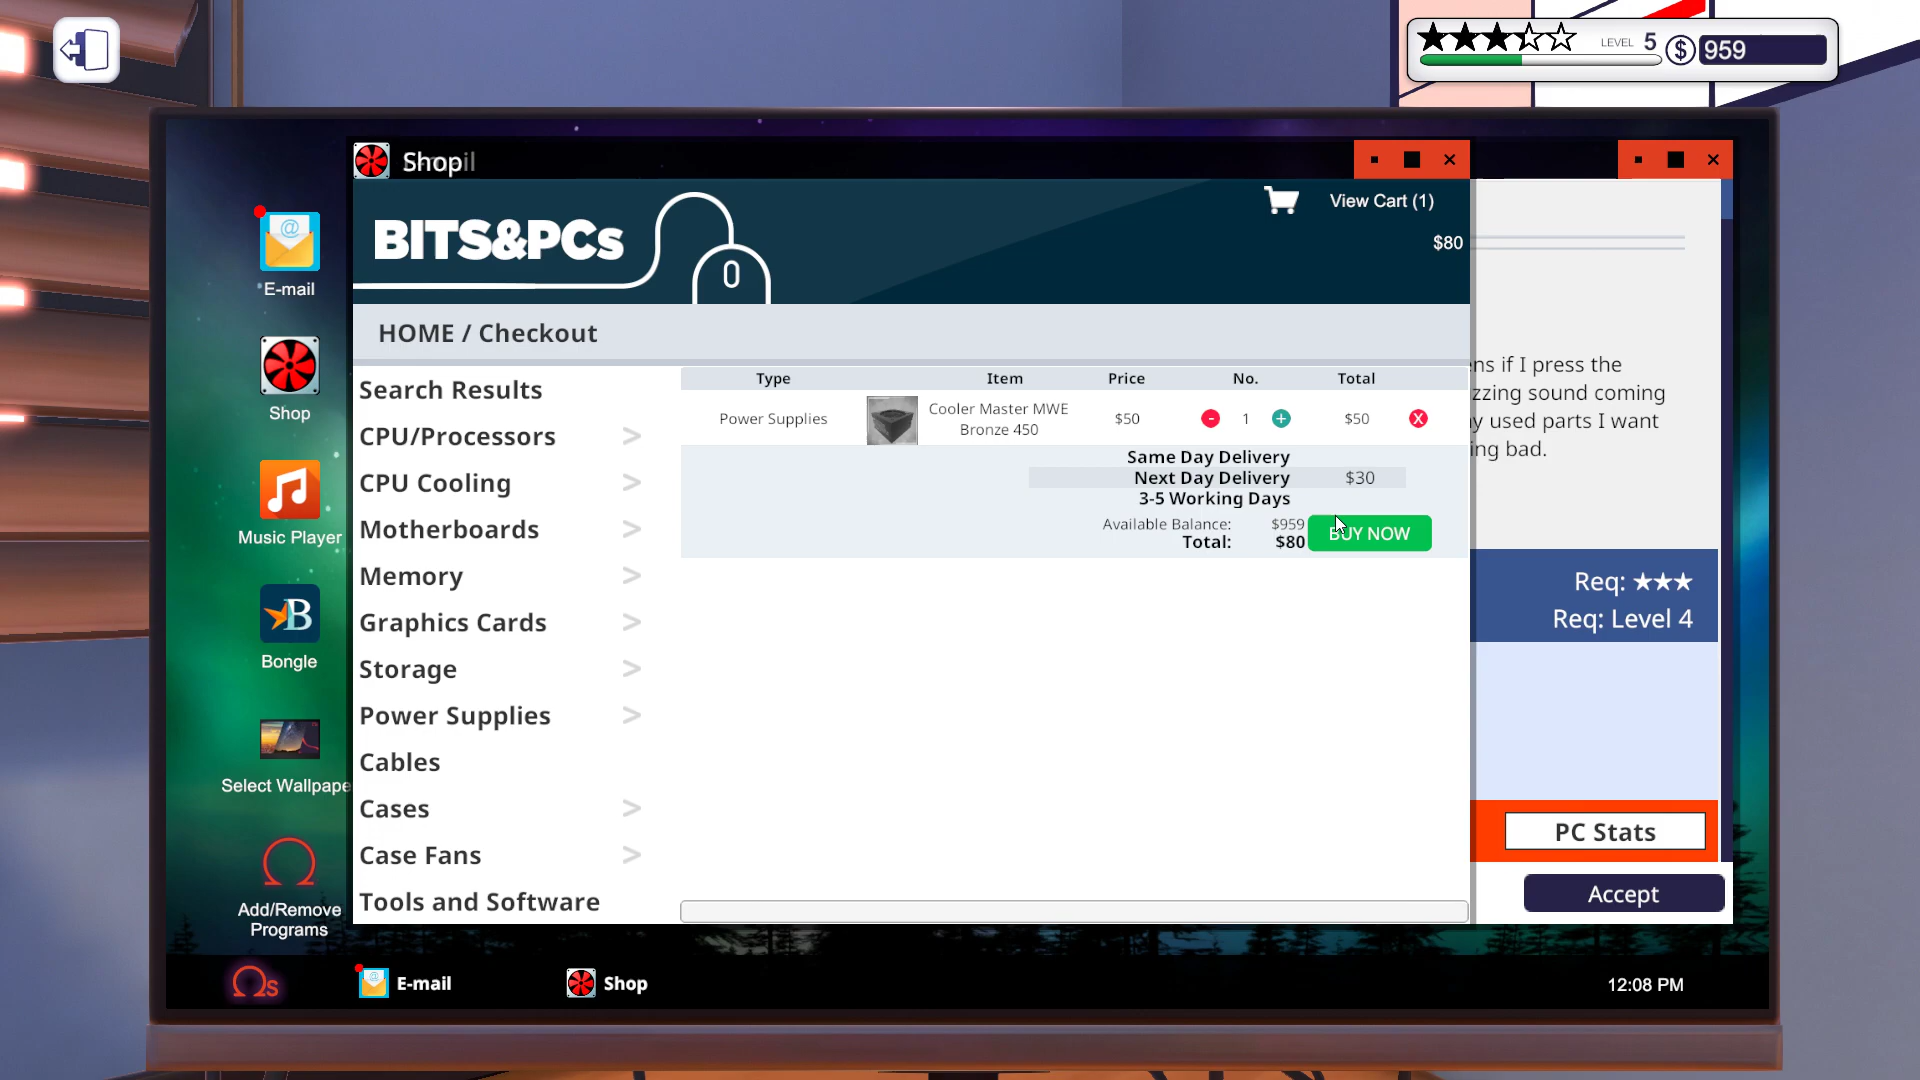 LEVEL 5 $ 959
Shop
BITS&PCs
View Cart (1)
$80
HOME / Checkout
E-mail
Shop
Music Player
Bongle
Select Wallpape
Add/Remove
Programs
Search Results
CPU/Processors >
CPU Cooling >
Motherboards >
Memory >
Graphics Cards >
Storage >
Power Supplies >
Cables
Cases >
Case Fans >
Tools and Software
Type Item Price No. Total
Power Supplies Cooler Master MWE
Bronze 450 $50 - 1 + $50 X
Same Day Delivery
Next Day Delivery $30
3-5 Working Days
Available Balance: $959
Total: $80
BUY NOW
ens if I press the
zzing sound coming
y used parts I want
ing bad.
Req: ★★★
Req: Level 4
PC Stats
Accept
E-mail
Shop
12:08 PM